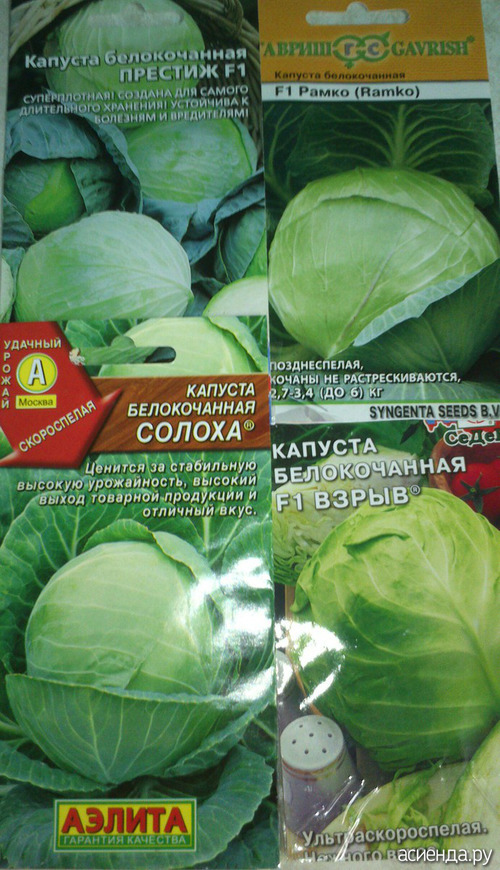 Капуста белокочанная
ПРЕСТИЖ F1
СУПЕРПЛОТНАЯ! СОЗДАНА ДЛЯ САМОГО
ДЛИТЕЛЬНОГО ХРАНЕНИЯ! УСТОЙЧИВА К
БОЛЕЗНЯМ И ВРЕДИТЕЛЯМ!
ГАВРИШ GAVRISH®
Капуста белокочанная
F1 Рамко (Ramko)
ПОЗДНЕСПЕЛАЯ,
КОЧАНЫ НЕ РАСТРЕСКИВАЮТСЯ,
2,7-3,4 (ДО 6) КГ
SYNGENTA SEEDS B.V.
УДАЧНЫЙ
УРОЖАЙ
А
Москва
СКОРОСПЕЛАЯ
КАПУСТА
БЕЛОКОЧАННАЯ
СОЛОХА®
Ценится за стабильную
высокую урожайность, высокий
выход товарной продукции и
отличный вкус.
АЭЛИТА
ГАРАНТИЯ КАЧЕСТВА
Седе
КАПУСТА
БЕЛОКОЧАННАЯ
F1 ВЗРЫВ®
Ультраскороспелая.
асиенда.ру